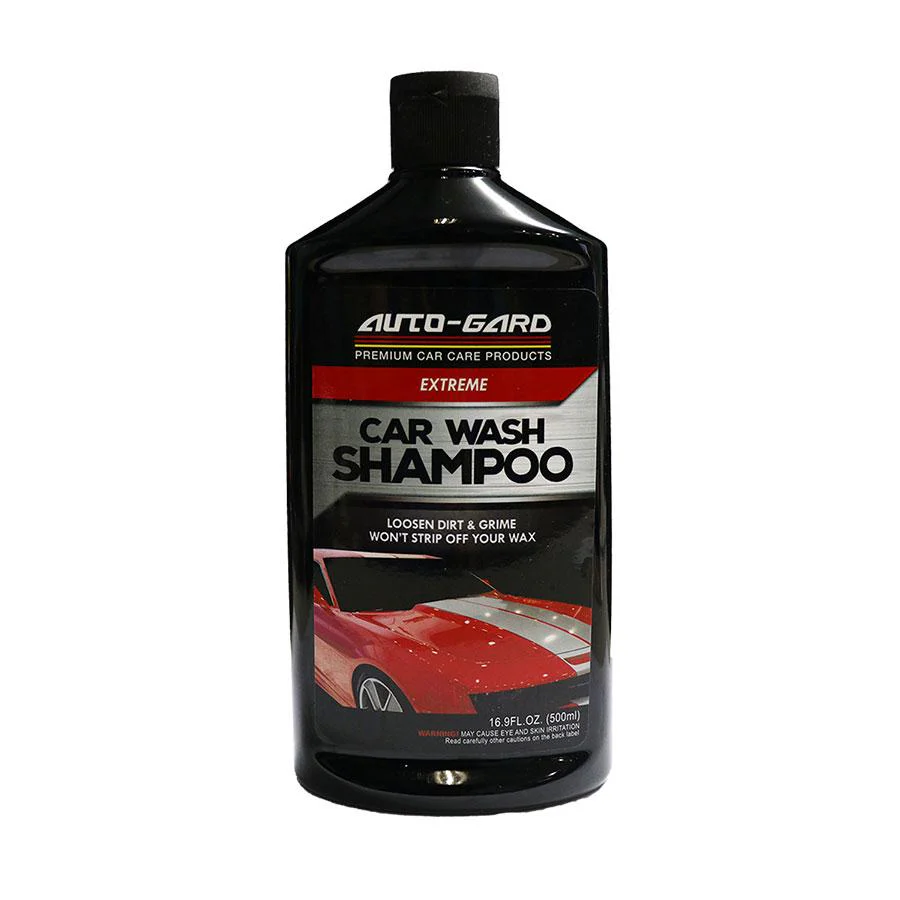 AUTO-GARD
PREMIUM CAR CARE PRODUCTS
EXTREME
CAR WASH
SHAMPOO
LOOSEN DIRT & GRIME
WON'T STRIP OFF YOUR WAX
16.9FL.OZ. (500ml)
WARNING! MAY CAUSE EYE AND SKIN IRRITATION
Read carefully other cautions on the back label